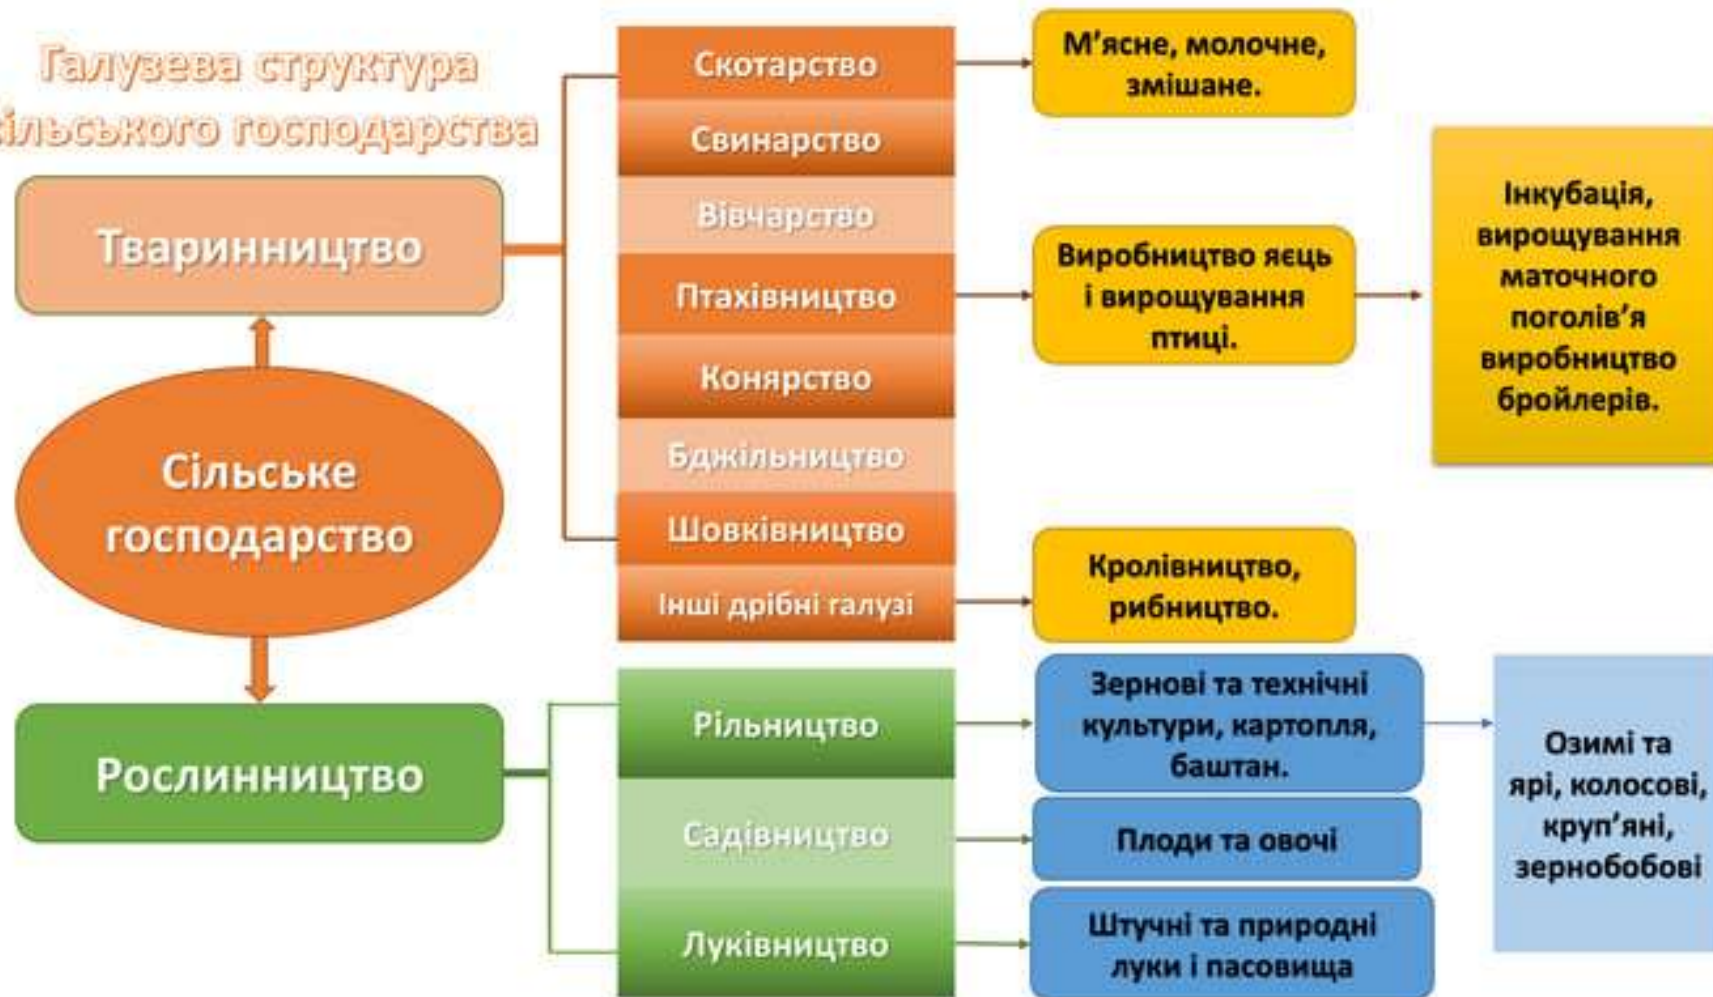 Галузева структура
сільського господарства
Тваринництво
Сільське
господарство
Рослинництво
Скотарство
Свинарство
Вівчарство
Птахівництво
Конярство
Бджільництво
Шовківництво
Інші дрібні галузі
Рільництво
Садівництво
Луківництво
М’ясне, молочне,
змішане.
Виробництво яєць
і вирощування
птиці.
Інкубація,
вирощування
маточного
поголів’я
виробництво
бройлерів.
Кролівництво,
рибництво.
Зернові та технічні
культури, картопля,
баштан.
Озимі та
ярі, колосові,
круп’яні,
зернобобові
Плоди та овочі
Штучні та природні
луки і пасовища